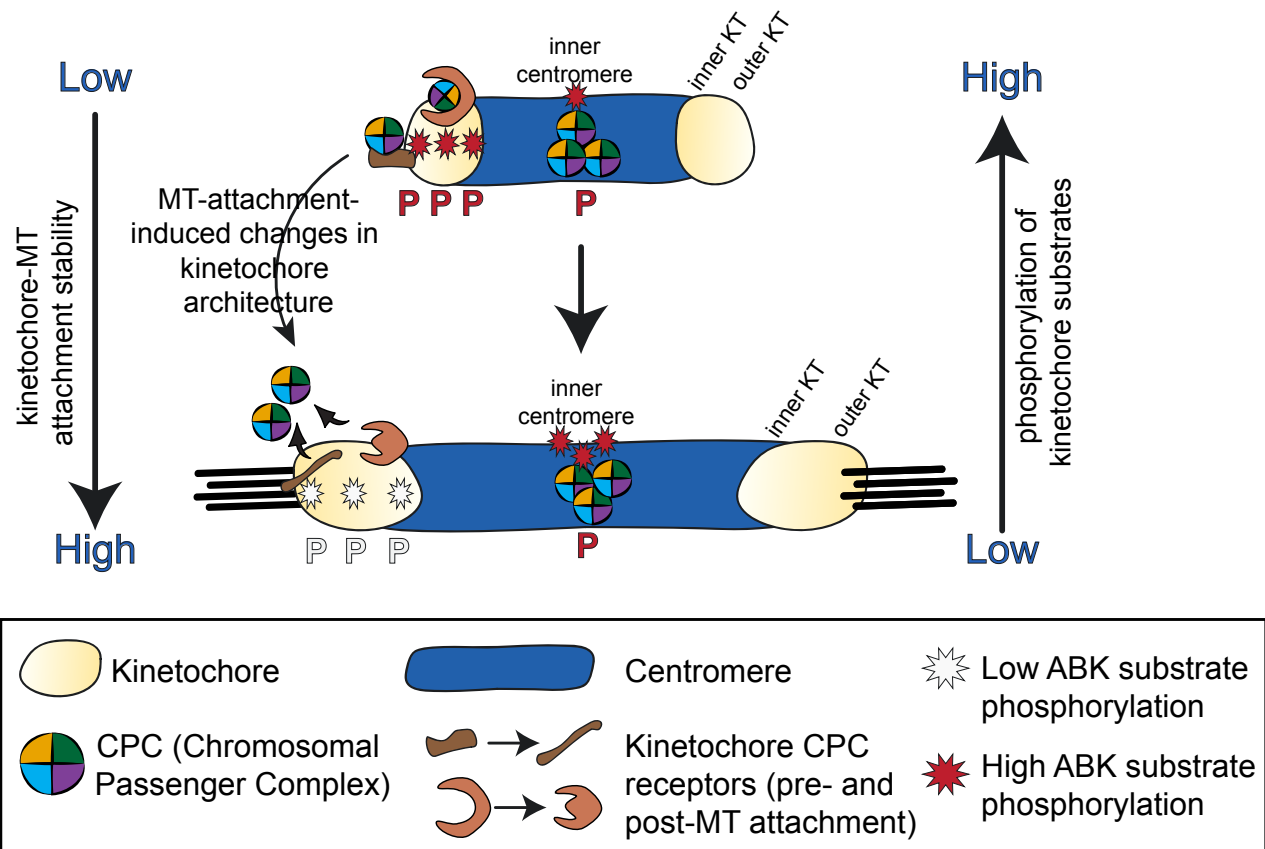 Low
kinetochore-MT
attachment stability
High
MT-attachment-
induced changes in
kinetochore
architecture
inner
centromere
inner KT
outer KT
P P P
P
High
phosphorylation of
kinetochore substrates
Low
inner
centromere
inner KT
outer KT
P P P
P
Kinetochore
CPC (Chromosomal
Passenger Complex)
Centromere
Kinetochore CPC
receptors (pre- and
post-MT attachment)
Low ABK substrate
phosphorylation
High ABK substrate
phosphorylation